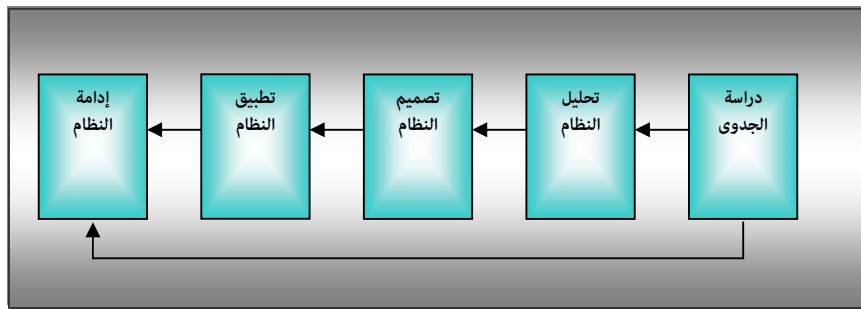 دراسة
الجدوى
تحليل
النظام
تصميم
النظام
تطبيق
النظام
إدامة
النظام